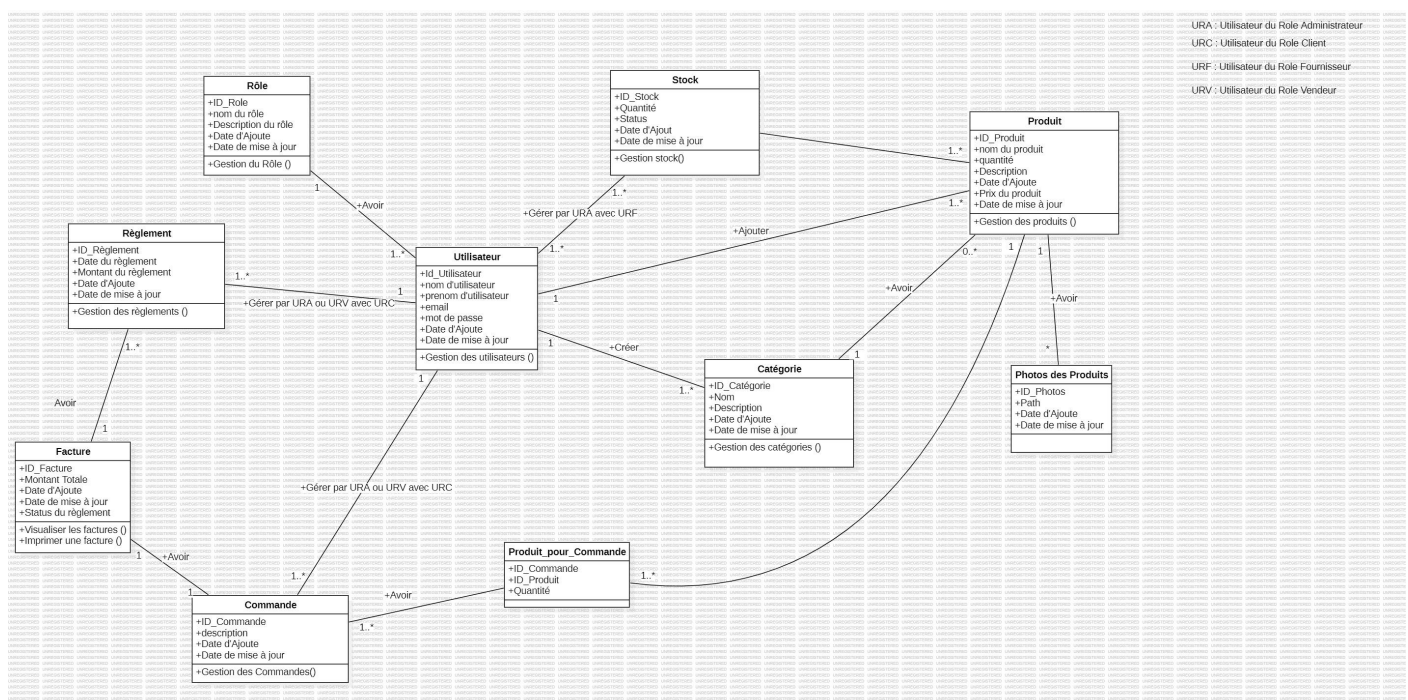 URA : Utilisateur du Role Administrateur
URC : Utilisateur du Role Client
URF : Utilisateur du Role Fournisseur
URV : Utilisateur du Role Vendeur
Rôle
+ID_Role
+nom du rôle
+Description du rôle
+Date d'Ajoute
+Date de mise à jour
+Gestion du Rôle ()
1
+Avoir
1..*
Stock
+ID_Stock
+Quantité
+Status
+Date d'Ajout
+Date de mise à jour
+Gestion stock()
1..*
+Gérer par URA avec URF
1..*
1..*
Produit
+ID_Produit
+nom du produit
+quantité
+Description
+Date d'Ajoute
+Prix du produit
+Date de mise à jour
+Gestion des produits ()
1..*
+Ajouter
1
0..*
+Avoir
1
1
1
+Avoir
*
Règlement
+ID_Règlement
+Date du règlement
+Montant du règlement
+Date d'Ajoute
+Date de mise à jour
+Gestion des règlements ()
1..*
1
+Gérer par URA ou URV avec URC
Utilisateur
+Id_Utilisateur
+nom d'utilisateur
+prenom d'utilisateur
+email
+mot de passe
+Date d'Ajoute
+Date de mise à jour
+Gestion des utilisateurs ()
1
+Créer
1..*
Catégorie
+ID_Catégorie
+Nom
+Description
+Date d'Ajoute
+Date de mise à jour
+Gestion des catégories ()
Photos des Produits
+ID_Photos
+Path
+Date d'Ajoute
+Date de mise à jour
1..*
Avoir
1
Facture
+ID_Facture
+Montant Totale
+Date d'Ajoute
+Date de mise à jour
+Status du règlement
+Visualiser les factures ()
+Imprimer une facture ()
1
+Avoir
1
1
+Gérer par URA ou URV avec URC
1..*
Commande
+ID_Commande
+description
+Date d'Ajoute
+Date de mise à jour
+Gestion des Commandes()
+Avoir
1..*
Produit_pour_Commande
+ID_Commande
+ID_Produit
+Quantité
1..*